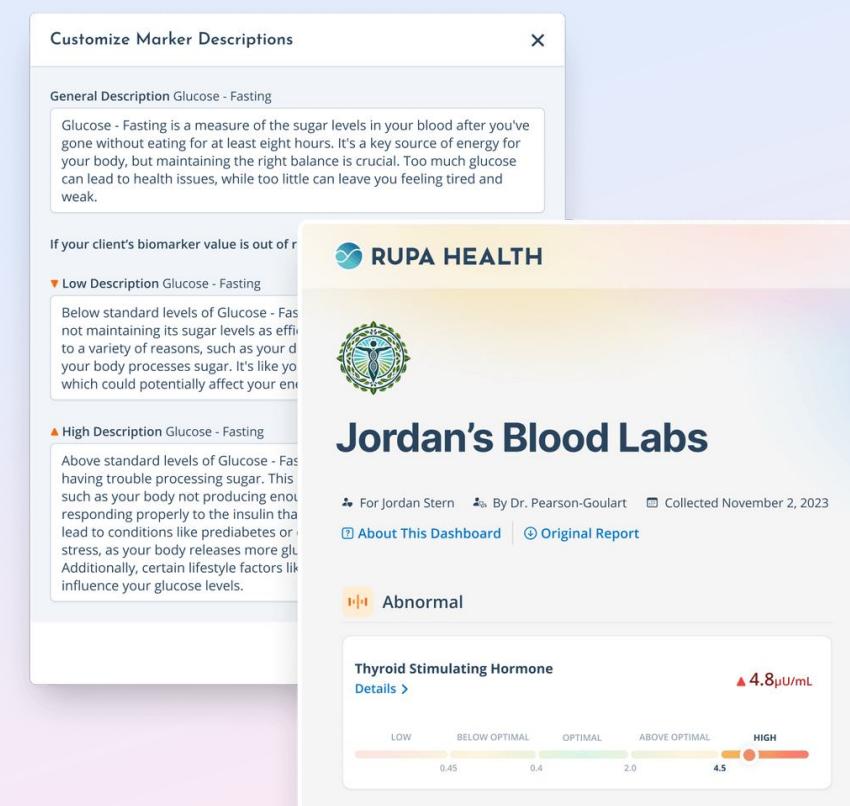 Customize Marker Descriptions
General Description Glucose - Fasting
Glucose - Fasting is a measure of the sugar levels in your blood after you've
gone without eating for at least eight hours. It's a key source of energy for
your body, but maintaining the right balance is crucial. Too much glucose
can lead to health issues, while too little can leave you feeling tired and
weak.
If your client's biomarker value is out of
Low Description Glucose - Fasting
Below standard levels of Glucose -
not maintaining its sugar levels as
to a variety of reasons, such as your
your body processes sugar. It's like
which could potentially affect your
High Description Glucose - Fasting
Above standard levels of Glucose -
having trouble processing sugar. This
such as your body not producing
responding properly to the insulin
lead to conditions like prediabetes or
stress, as your body releases more
Additionally, certain lifestyle factors
influence your glucose levels.
RUPA HEALTH
Jordan's Blood Labs
For Jordan Stern By Dr. Pearson-Goulart Collected November 2, 2023
About This Dashboard Original Report
Abnormal
Thyroid Stimulating Hormone
Details >
4.8µU/mL
LOW BELOW OPTIMAL OPTIMAL ABOVE OPTIMAL HIGH
0.45 0.4 2.0 4.5